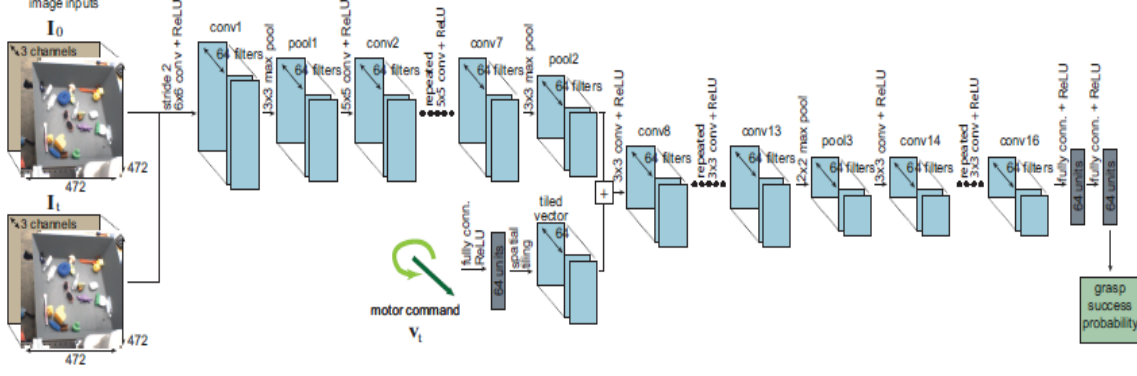 image inputs
I0
3 channels
472
472
It
3 channels
472
472
stride 2
6x6 conv + ReLU
conv1
64 filters
3x3 max pool
pool1
64 filters
5x5 conv + ReLU
conv2
64 filters
repeated
5x5 conv + ReLU
conv7
64 filters
3x3 max pool
pool2
64 filters
motor command
vt
fully conn.
ReLU
64 units
spatial
tiling
tiled
vector
64
+
3x3 conv + ReLU
conv8
64 filters
repeated
3x3 conv + ReLU
conv13
64 filters
2x2 max pool
pool3
64 filters
3x3 conv + ReLU
conv14
64 filters
repeated
3x3 conv + ReLU
conv16
64 filters
fully conn. + ReLU
64 units
fully conn. + ReLU
64 units
grasp
success
probability